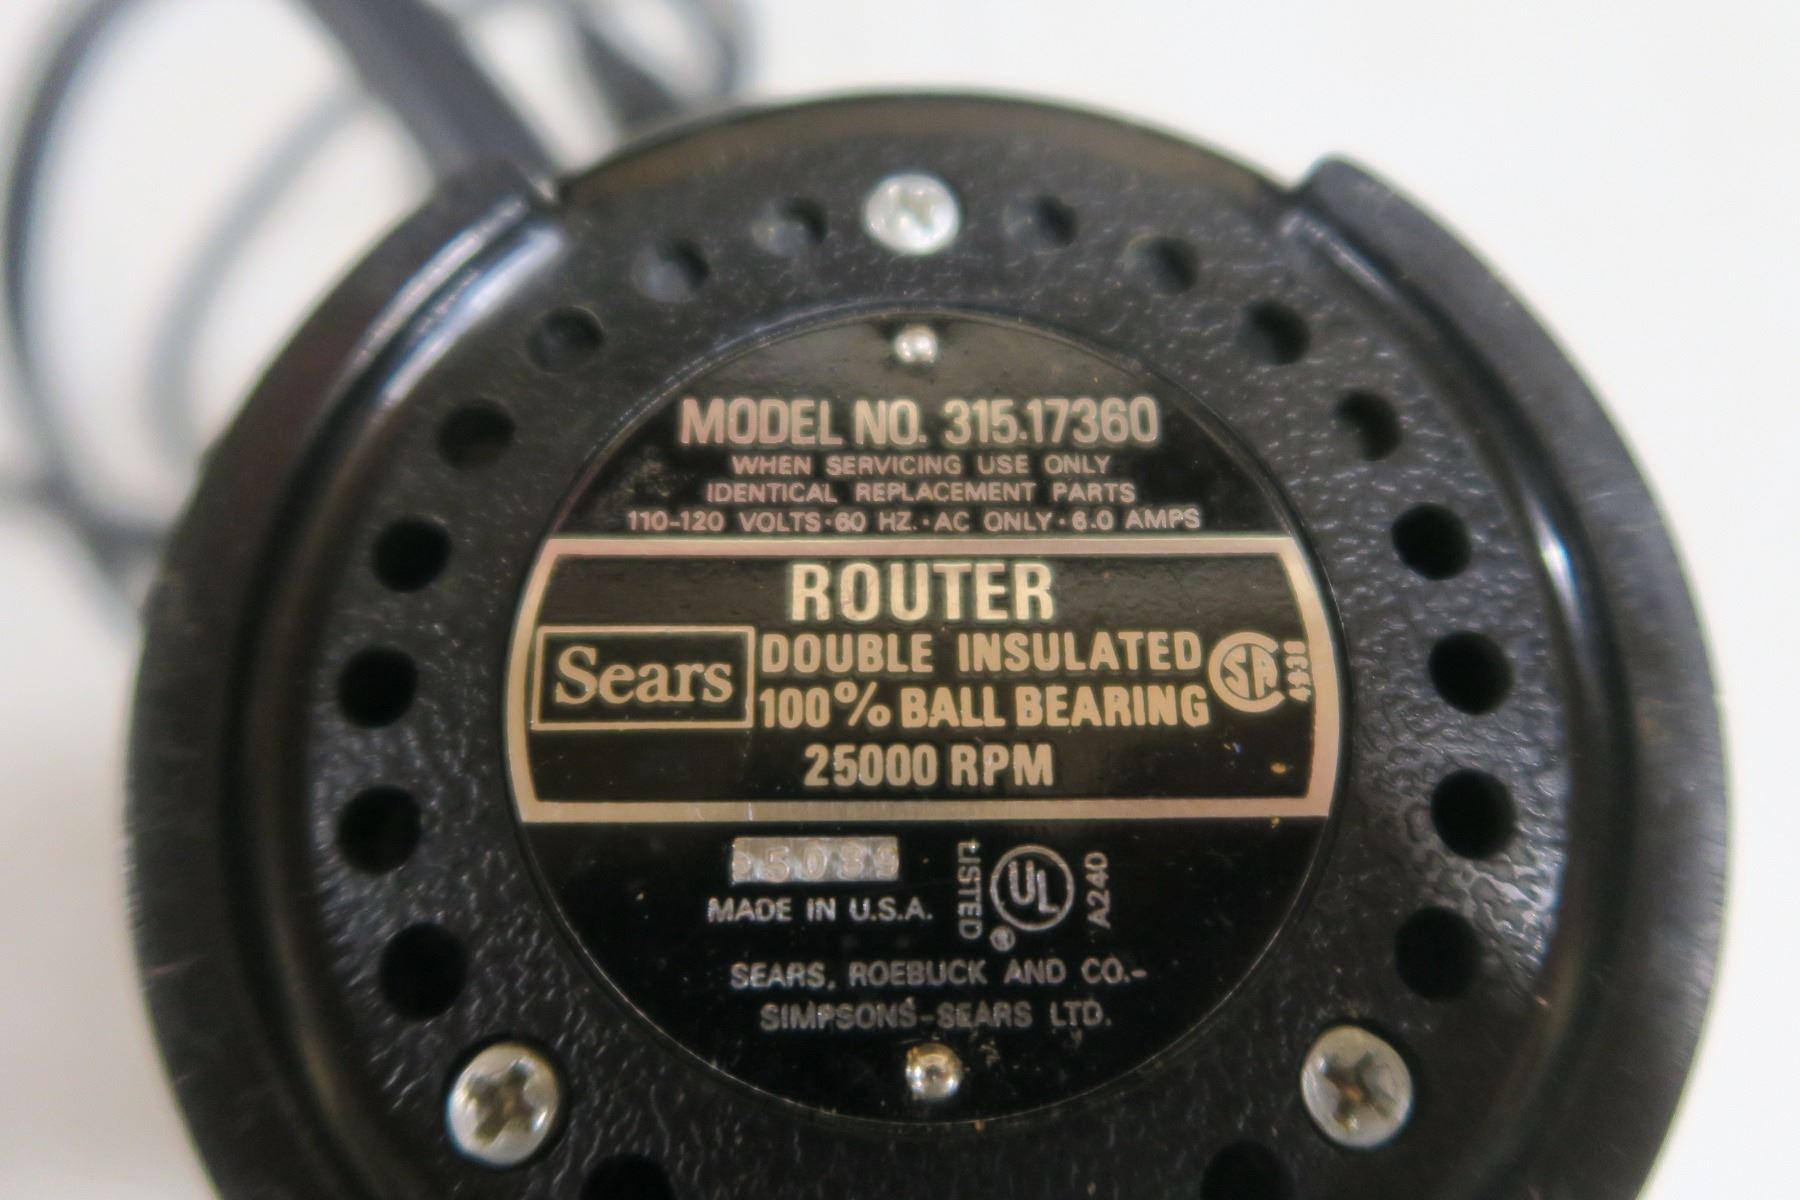 MODEL NO. 315.17360
WHEN SERVICING USE ONLY
IDENTICAL REPLACEMENT PARTS
110-120 VOLTS·60 HZ.·AC ONLY·6.0 AMPS
ROUTER
Sears
DOUBLE INSULATED
100% BALL BEARING
25000 RPM
SA
MADE IN U.S.A.
LISTED
UL
®
A240
SEARS, ROEBUCK AND CO.-
SIMPSONS-SEARS LTD.